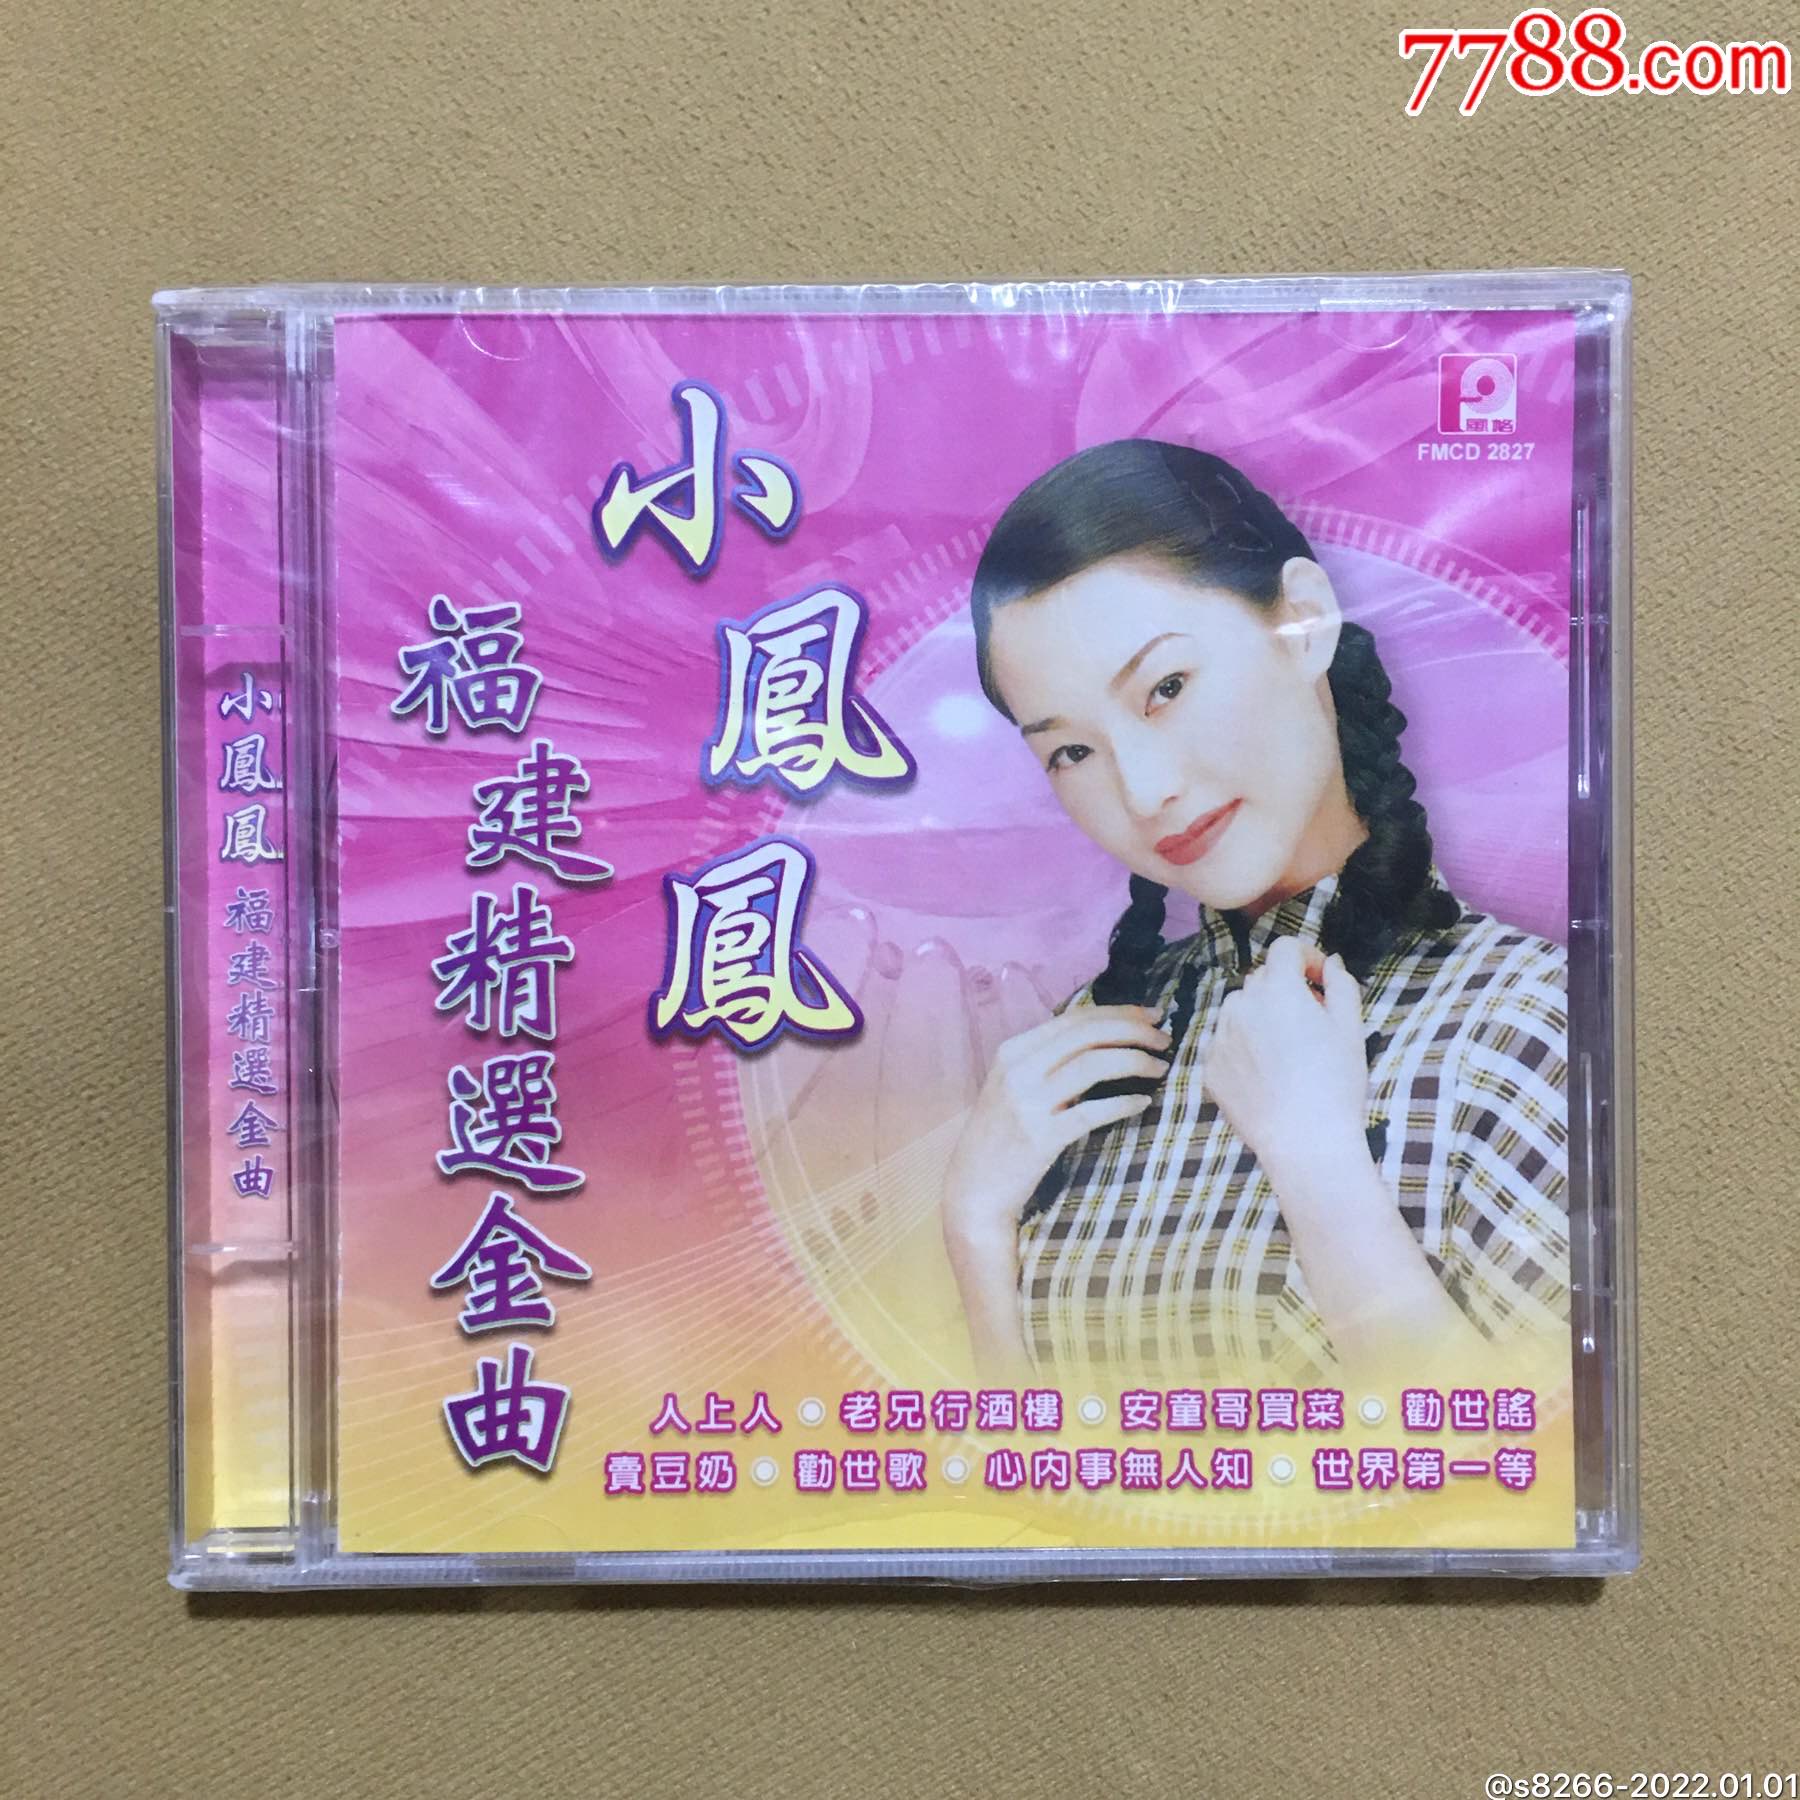 7788.com
風格
FMCD 2827
小鳳鳳
福建精選金曲
小鳳鳳 福建精選金曲
人上人 老兄行酒樓 安童哥買菜 勸世謠
賣豆奶 勸世歌 心內事無人知 世界第一等
@s8266-2022.01.01